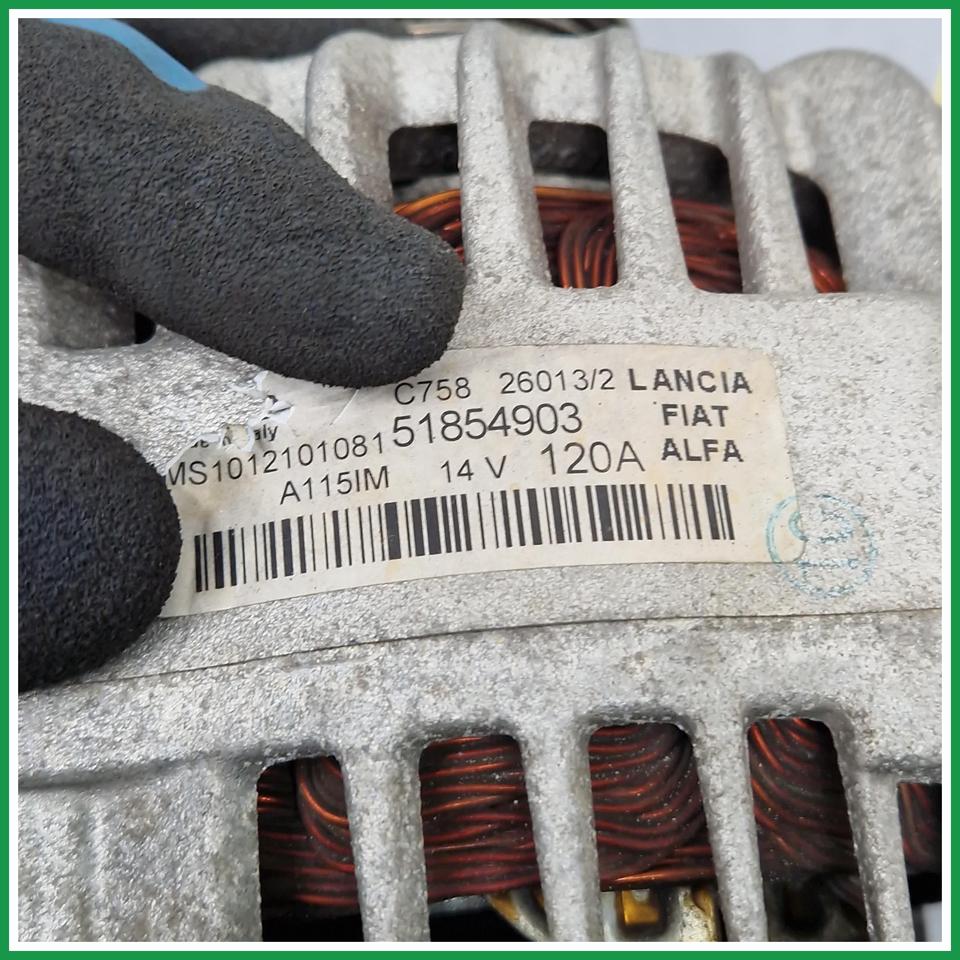 C758 26013/2 LANCIA
51854903 FIAT
MS1012101081 ALFA
A115IM 14 V 120A